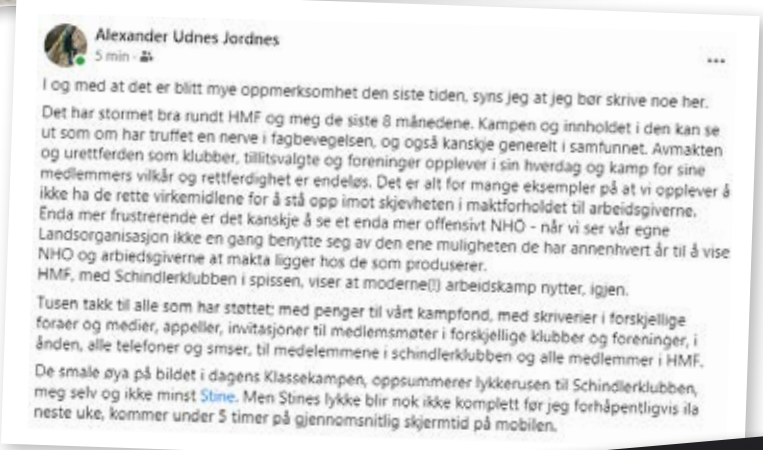 Alexander Udnes Jordnes
5 min
I og med at det er blitt mye oppmerksomhet den siste tiden, syns jeg at jeg bør skrive noe her.
Det har stormet bra rundt HMF og meg de siste 8 månedene. Kampen og innholdet i den kan se
ut som om har truffet en nerve i fagbevegelsen, og også kanskje generelt i samfunnet. Avmakten
og urettferden som klubber, tillitsvalgte og foreninger opplever i sin hverdag og kamp for sine
medlemmers vilkår og rettferdighet er endeløs. Det er alt for mange eksempler på at vi opplever å
ikke ha de rette virkemidlene for å stå opp imot skjevheten i maktforholdet til arbeidsgiverne.
Enda mer frustrerende er det kanskje å se et enda mer offensivt NHO - når vi ser vår egne
Landsorganisasjon ikke en gang benytte seg av den ene muligheten de har annenhvert år til å vise
NHO og arbiedsgiverne at makta ligger hos de som produserer.
HMF, med Schindlerklubben i spissen, viser at moderne(!) arbeidskamp nytter, igjen.
Tusen takk til alle som har støttet; med penger til vårt kampfond, med skriverier i forskjellige
foraer og medier, appeller, invitasjoner til medlemsmøter i forskjellige klubber og foreninger, i
ånden, alle telefoner og smser, til medelemmene i schindlerklubben og alle medlemmer i HMF.
De smale øya på bildet i dagens Klassekampen, oppsummerer lykkerusen til Schindlerklubben,
meg selv og ikke minst Stine. Men Stines lykke blir nok ikke komplett før jeg forhåpentligvis ila
neste uke, kommer under 5 timer på gjennomsnitlig skjermtid på mobilen.